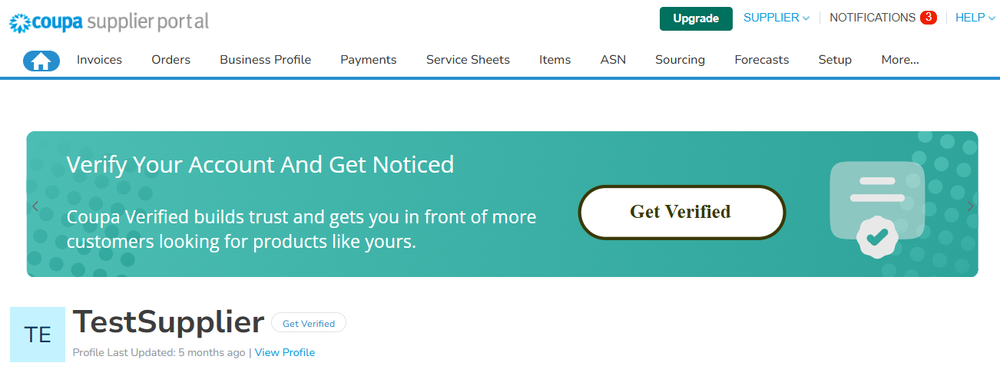 coupa supplier portal
Upgrade SUPPLIER NOTIFICATIONS 3 HELP
Invoices Orders Business Profile Payments Service Sheets Items ASN Sourcing Forecasts Setup More...
Verify Your Account And Get Noticed
Coupa Verified builds trust and gets you in front of more
customers looking for products like yours.
Get Verified
TE
TestSupplier Get Verified
Profile Last Updated: 5 months ago | View Profile